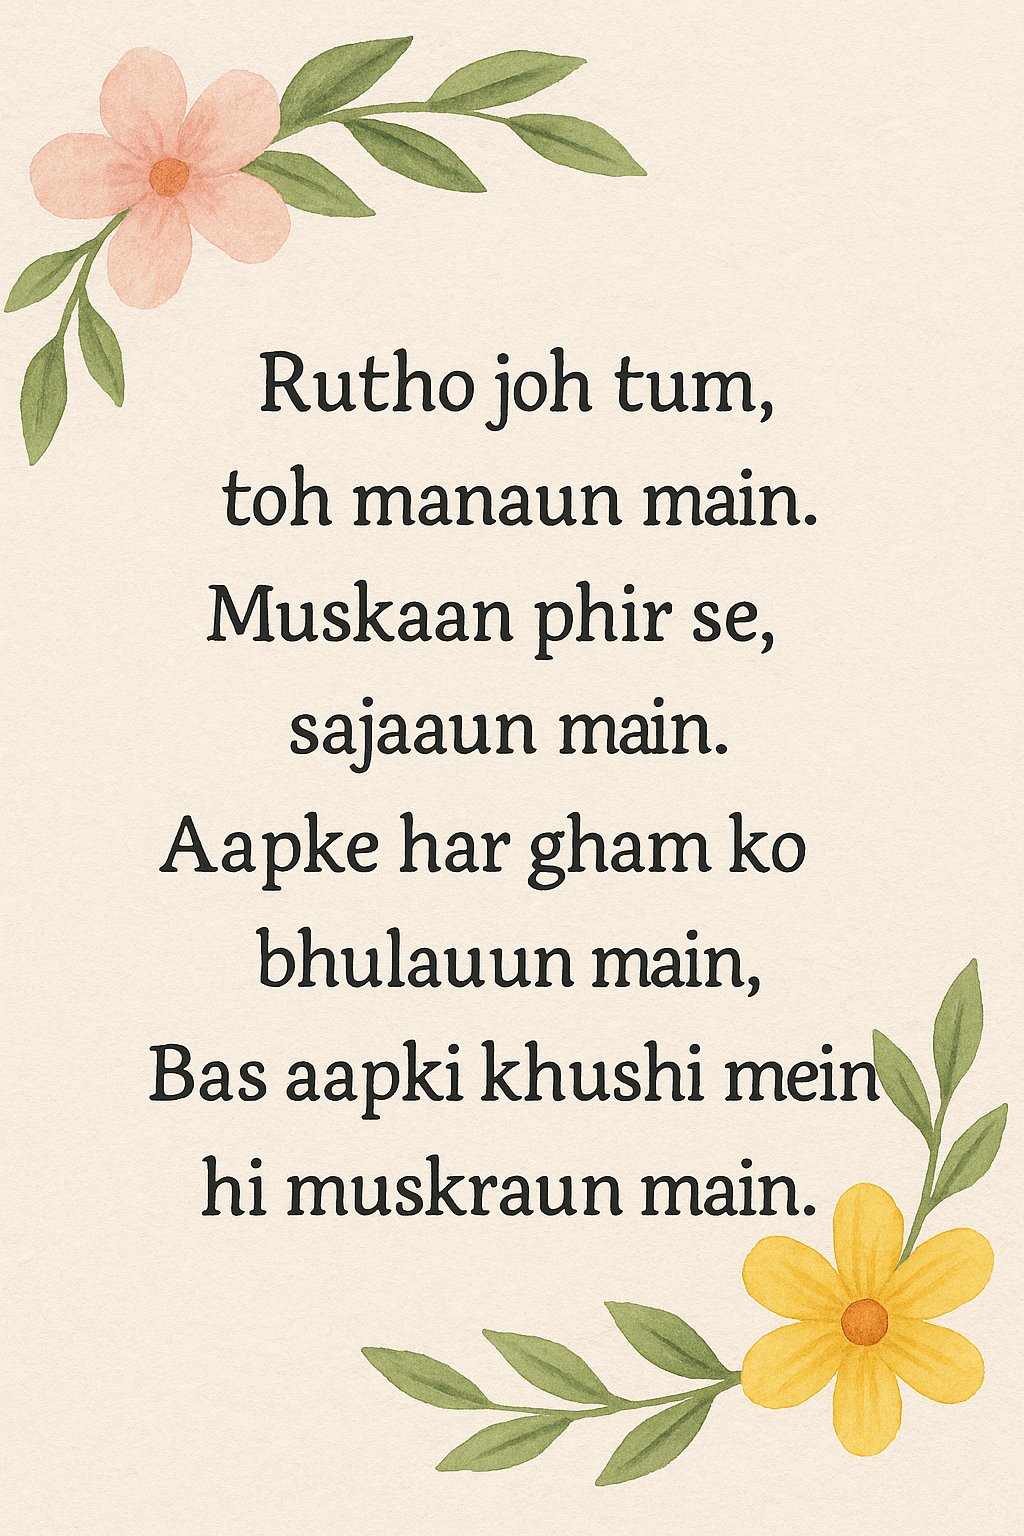 Rutho joh tum,
toh manaun main.
Muskaan phir se,
sajaaun main.
Aapke har gham ko
bhulauun main,
Bas aapki khushi mein
hi muskraun main.